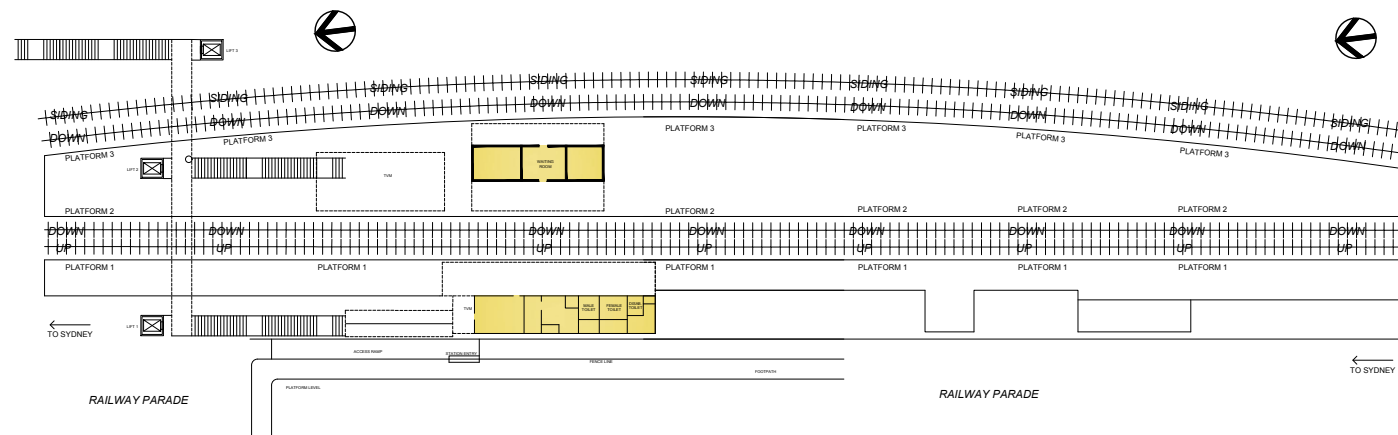 LIFT 3
SIDING SIDING SIDING SIDING SIDING SIDING SIDING SIDING SIDING
DOWN DOWN DOWN DOWN DOWN DOWN DOWN DOWN DOWN
PLATFORM 3 PLATFORM 3 PLATFORM 3 PLATFORM 3 PLATFORM 3 PLATFORM 3
LIFT 2
TVM
WAITING
ROOM
PLATFORM 2 PLATFORM 2 PLATFORM 2 PLATFORM 2 PLATFORM 2
DOWN DOWN DOWN DOWN DOWN DOWN DOWN DOWN
UP UP UP UP UP UP UP UP
PLATFORM 1 PLATFORM 1 PLATFORM 1 PLATFORM 1 PLATFORM 1 PLATFORM 1
TVM
MALE
TOILET
FEMALE
TOILET
TOILET
LIFT 1
TO SYDNEY
ACCESS RAMP
STATION ENTRY
FENCE LINE
FOOTPATH
TO SYDNEY
PLATFORM LEVEL
RAILWAY PARADE
RAILWAY PARADE